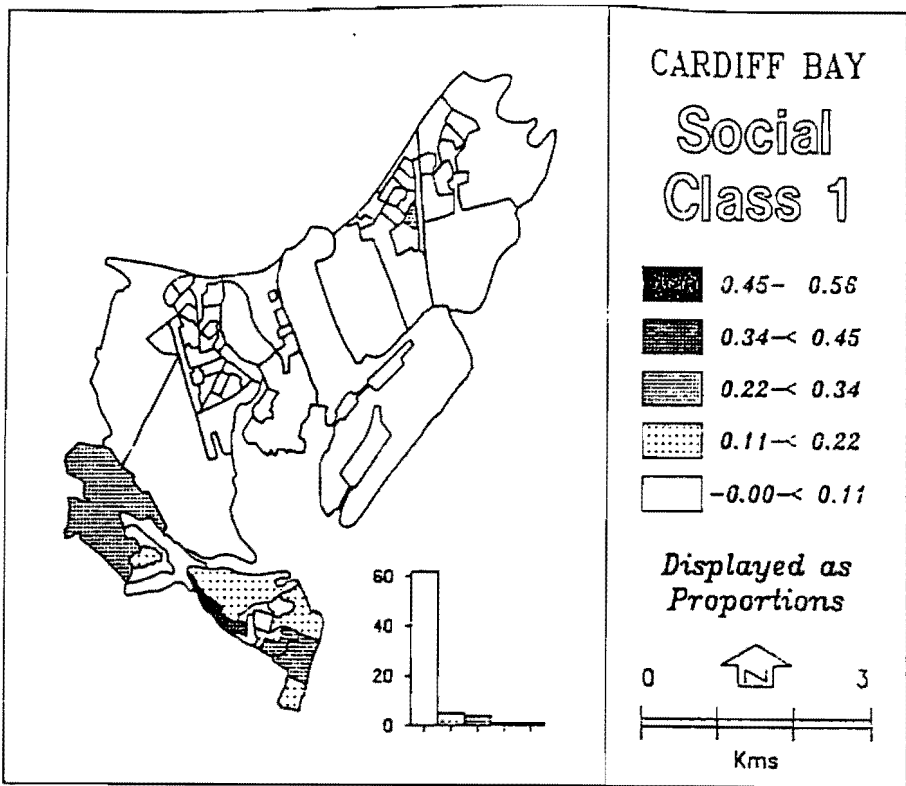 CARDIFF BAY
Social
Class 1
0.45- 0.56
0.34-< 0.45
0.22-< 0.34
0.11-< 0.22
-0.00-< 0.11
Displayed as
Proportions
0 N 3
Kms
60
40
20
0